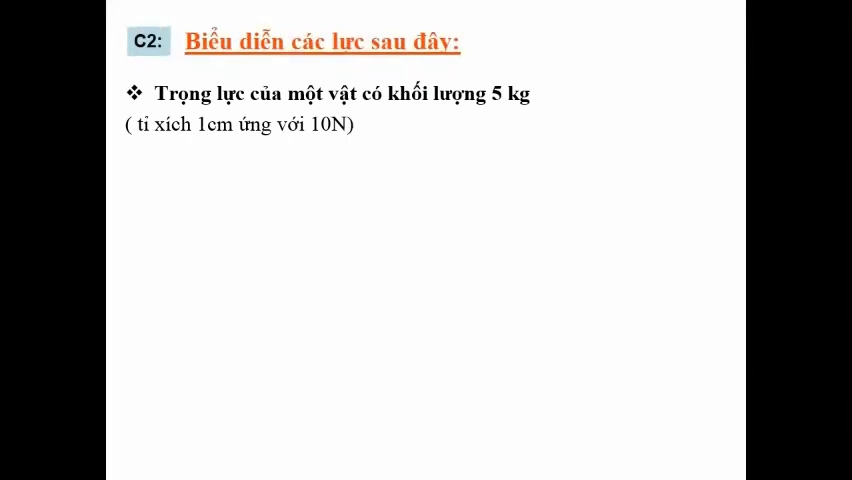 C2: Biểu diễn các lực sau đây:
❖ Trọng lực của một vật có khối lượng 5 kg
( tỉ xích 1cm ứng với 10N)